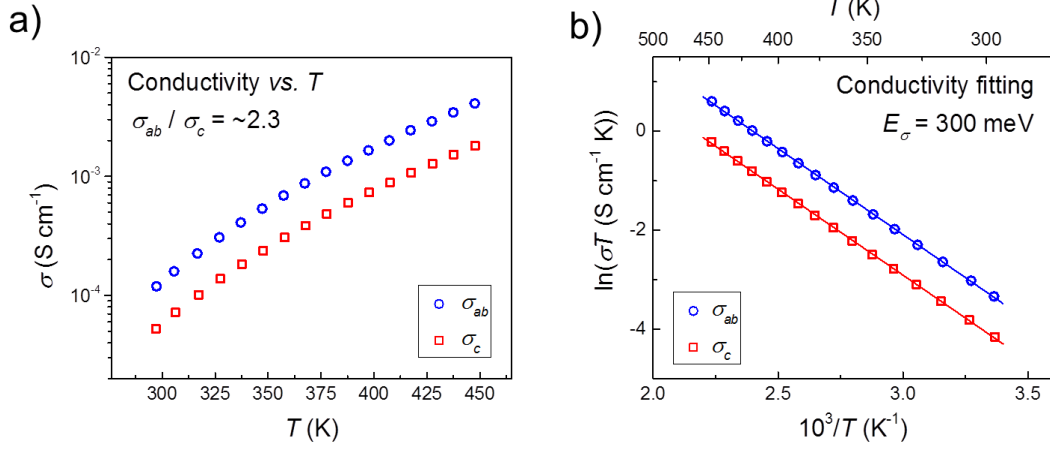 a)
Conductivity vs. T
σab / σc = ~2.3
10⁻²
10⁻³
10⁻⁴
σ (S cm⁻¹)
σab
σc
300 325 350 375 400 425 450
T (K)
b)
T (K)
500 450 400 350 300
Conductivity fitting
Eσ = 300 meV
0
-2
-4
ln(σT (S cm⁻¹ K))
σab
σc
2.0 2.5 3.0 3.5
10³/T (K⁻¹)